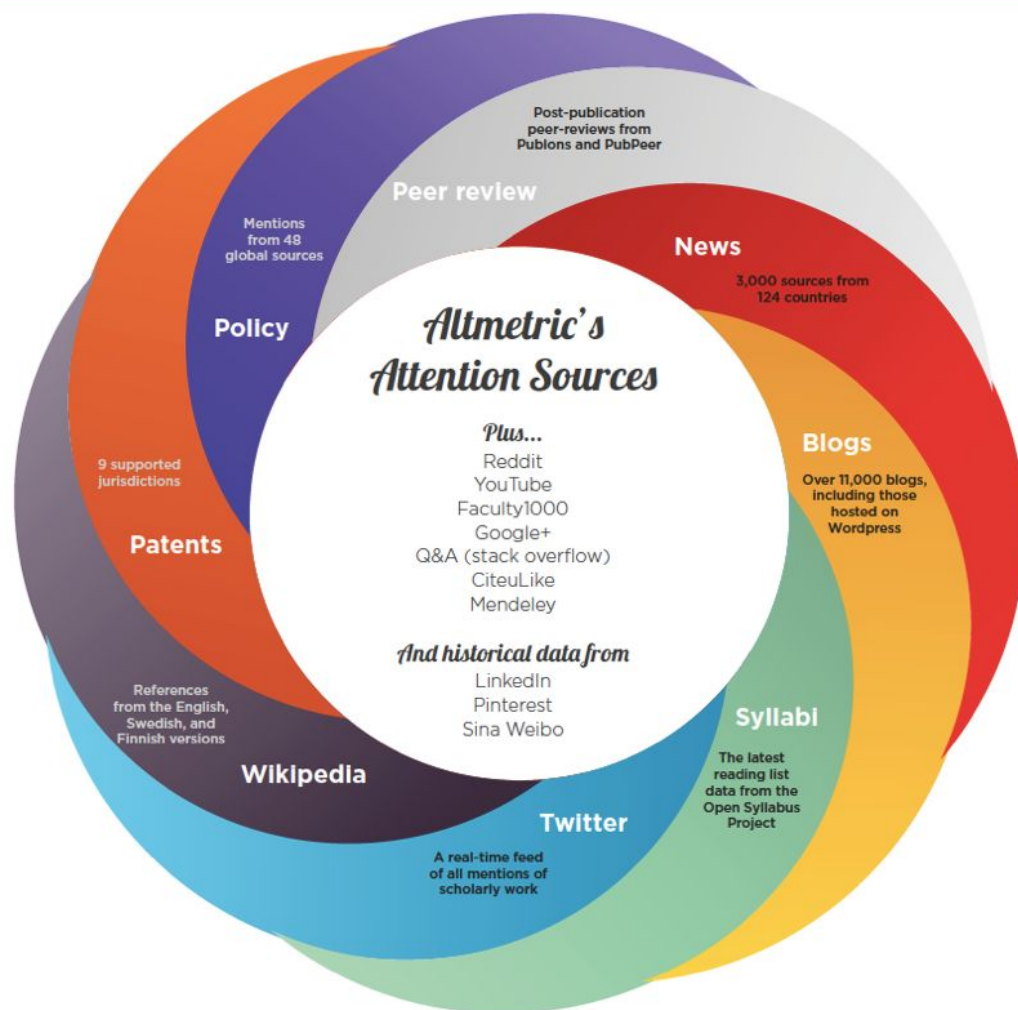 Altmetric's
Attention Sources
Plus...
Reddit
YouTube
Faculty1000
Google+
Q&A (stack overflow)
CiteuLike
Mendeley
And historical data from
LinkedIn
Pinterest
Sina Weibo
Post-publication
peer-reviews from
Publons and PubPeer
Peer review
News
3,000 sources from
124 countries
Blogs
Over 11,000 blogs,
including those
hosted on
Wordpress
Syllabi
The latest
reading list
data from the
Open Syllabus
Project
Twitter
A real-time feed
of all mentions of
scholarly work
References
from the English,
Swedish, and
Finnish versions
Wikipedia
9 supported
jurisdictions
Patents
Mentions
from 48
global sources
Policy